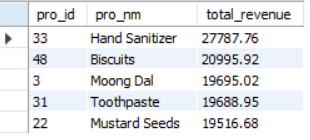 pro_id pro_nm total_revenue
33 Hand Sanitizer 27787.76
48 Biscuits 20995.92
3 Moong Dal 19695.02
31 Toothpaste 19688.95
22 Mustard Seeds 19516.68